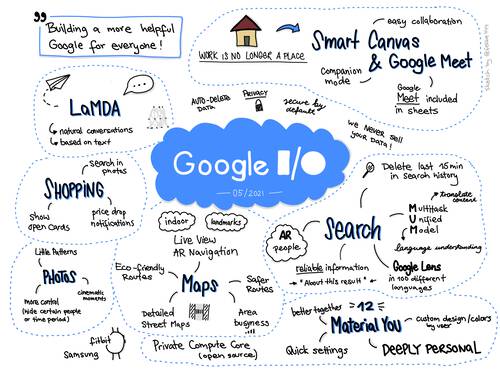 "Building a more helpful
Google for everyone!
WORK IS NO LONGER A PLACE
easy collaboration
Smart Canvas
& Google Meet
Companion
mode
Google
Meet included
in sheets
LaMDA
natural conversations
based on text
AUTO-DELETE
DATA
Privacy
secure by
default
we NEVER sell
your DATA!
Google I/O
05/2021
SHOPPING
search in
photos
show
open carts
price drop
notifications
Delete last 15min
in search history
Search
translate
content
Multitask
Unified
Model
language understanding
Google Lens
in 100 different
languages
AR
people
reliable information
"About this result"
indoor
landmarks
Live View
AR Navigation
Maps
Eco-friendly
Routes
Safer
Routes
Detailed
Street Maps
Area
busyness
PHOTOS
Little Patterns
cinematic
moments
more control
(hide certain people
or time period)
fitbit
Samsung
Private Compute Core
(open source)
better together
12
Material You
custom design/colors
by user
Quick settings
DEEPLY PERSONAL